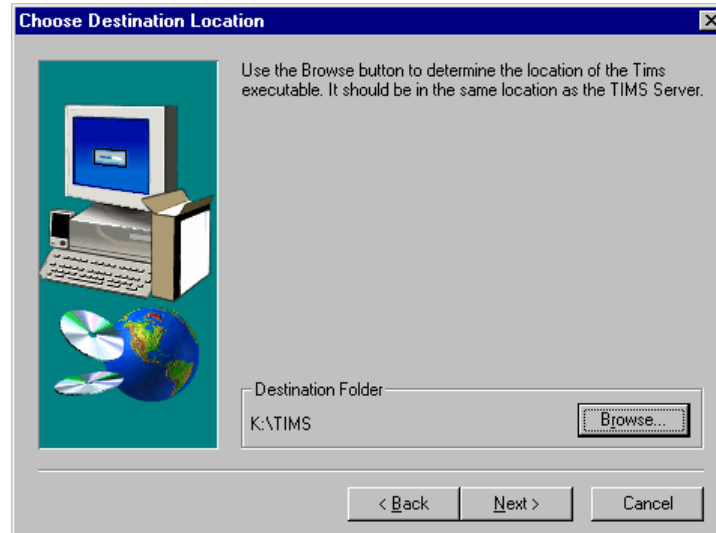 Choose Destination Location
Use the Browse button to determine the location of the Tims
executable. It should be in the same location as the TIMS Server.
Destination Folder
K:\TIMS
Browse...
< Back
Next >
Cancel